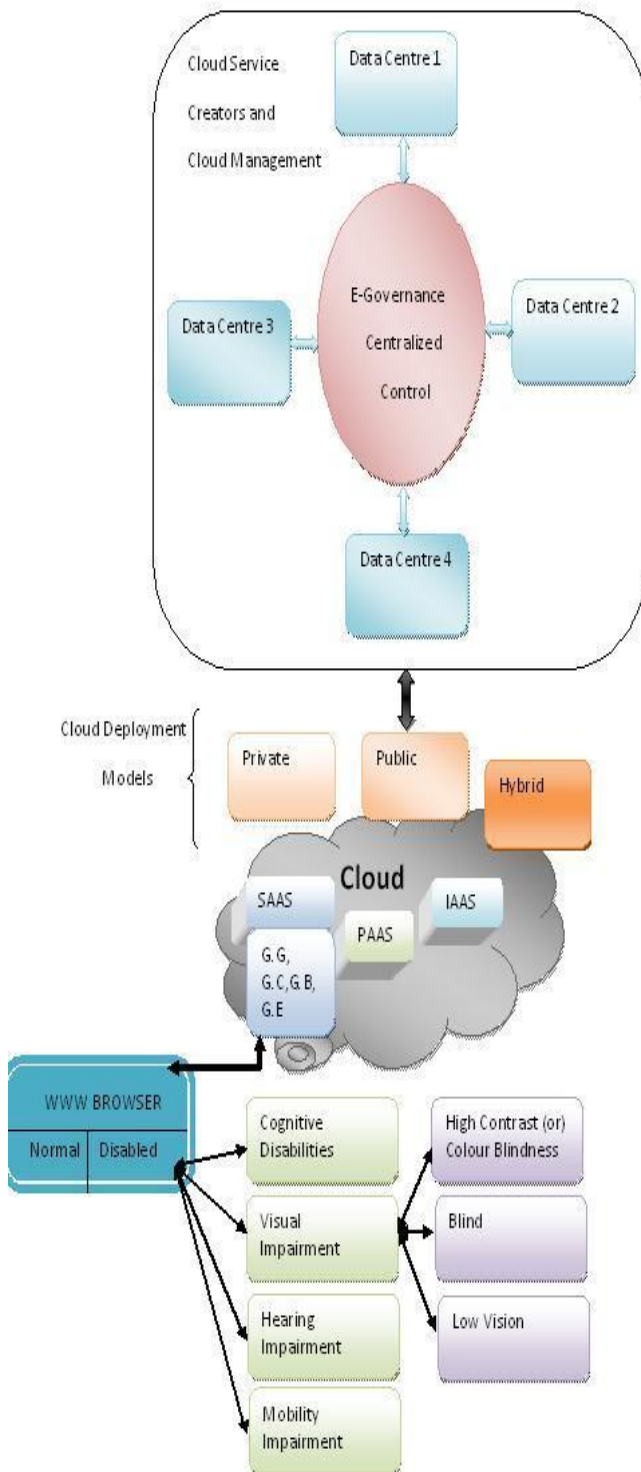 Cloud Service
Creators and
Cloud Management
Data Centre 1
E-Governance
Centralized
Control
Data Centre 3
Data Centre 2
Data Centre 4
Cloud Deployment
Models
Private
Public
Hybrid
Cloud
SAAS
PAAS
IAAS
G.G,
G.C,G.B,
G.E
WWW BROWSER
Normal
Disabled
Cognitive
Disabilities
Visual
Impairment
Hearing
Impairment
Mobility
Impairment
High Contrast (or)
Colour Blindness
Blind
Low Vision